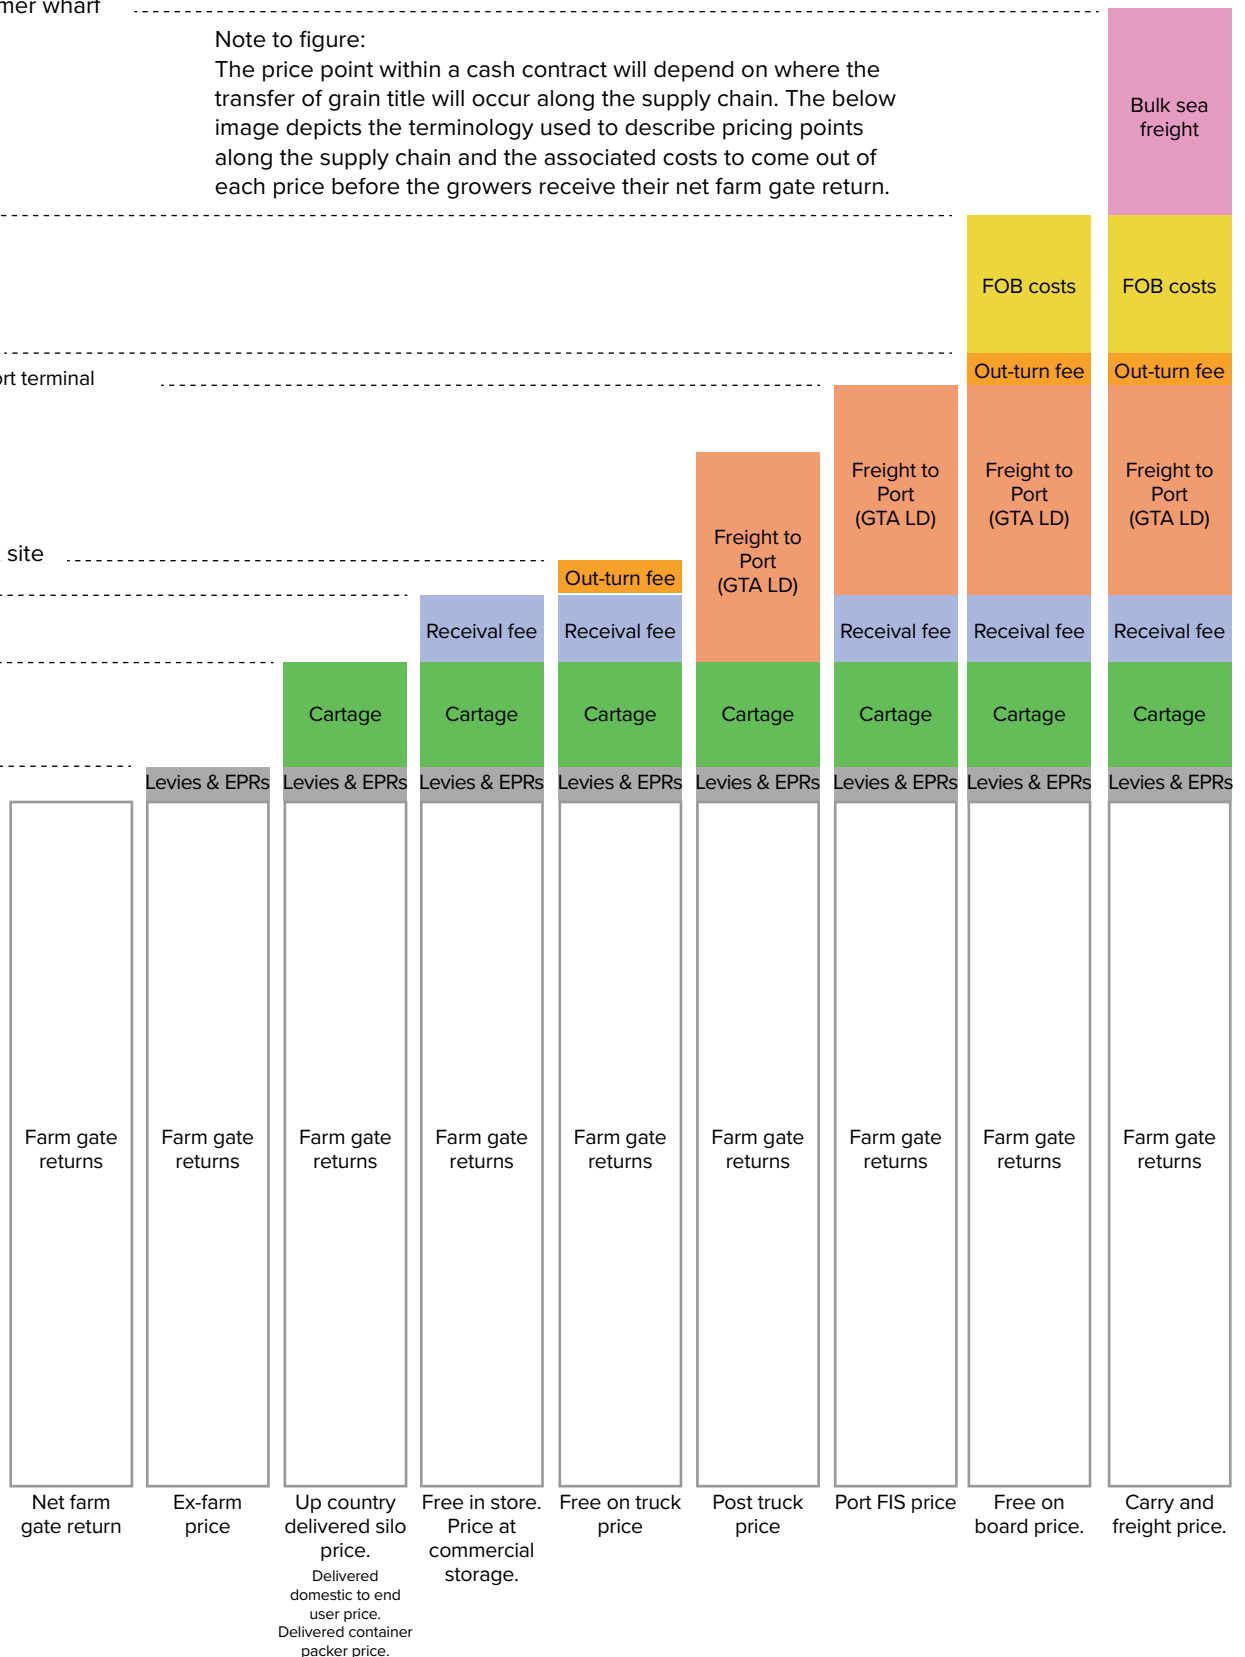 wharf
Note to figure:
The price point within a cash contract will depend on where the
transfer of grain title will occur along the supply chain. The below
image depicts the terminology used to describe pricing points
along the supply chain and the associated costs to come out of
each price before the growers receive their net farm gate return.
Bulk sea
freight
FOB costs
FOB costs
terminal
Out-turn fee
Out-turn fee
Freight to
Port
(GTA LD)
Freight to
Port
(GTA LD)
Freight to
Port
(GTA LD)
Freight to
Port
(GTA LD)
site
Out-turn fee
Receival fee
Receival fee
Receival fee
Receival fee
Receival fee
Cartage
Cartage
Cartage
Cartage
Cartage
Cartage
Cartage
Levies & EPRs
Levies & EPRs
Levies & EPRs
Levies & EPRs
Levies & EPRs
Levies & EPRs
Levies & EPRs
Levies & EPRs
Farm gate
returns
Farm gate
returns
Farm gate
returns
Farm gate
returns
Farm gate
returns
Farm gate
returns
Farm gate
returns
Farm gate
returns
Farm gate
returns
Net farm
gate return
Ex-farm
price
Up country
delivered silo
price.
Delivered
domestic to end
user price.
Delivered container
packer price.
Free in store.
Price at
commercial
storage.
Free on truck
price
Post truck
price
Port FIS price
Free on
board price.
Carry and
freight price.